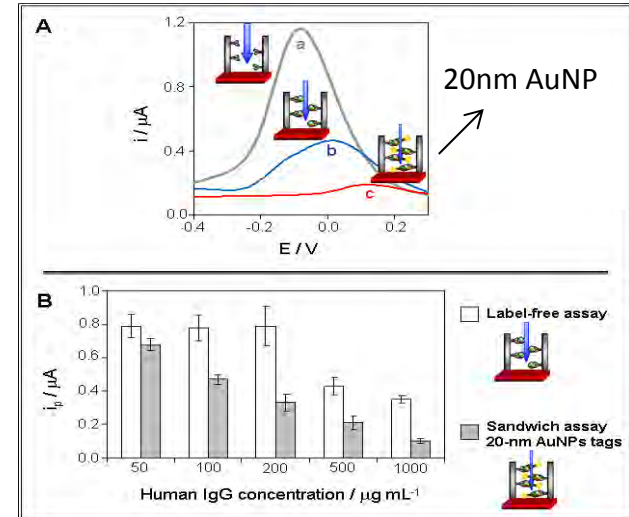 A
1.2
0.8
0.4
0.0
i / µA
a
b
c
-0.4
-0.2
0.0
0.2
E / V
20nm AuNP
B
1.0
0.8
0.6
0.4
0.2
0.0
iₚ / µA
50
100
200
500
1000
Human IgG concentration / µg mL⁻¹
Label-free assay
Sandwich assay
20-nm AuNPs tags